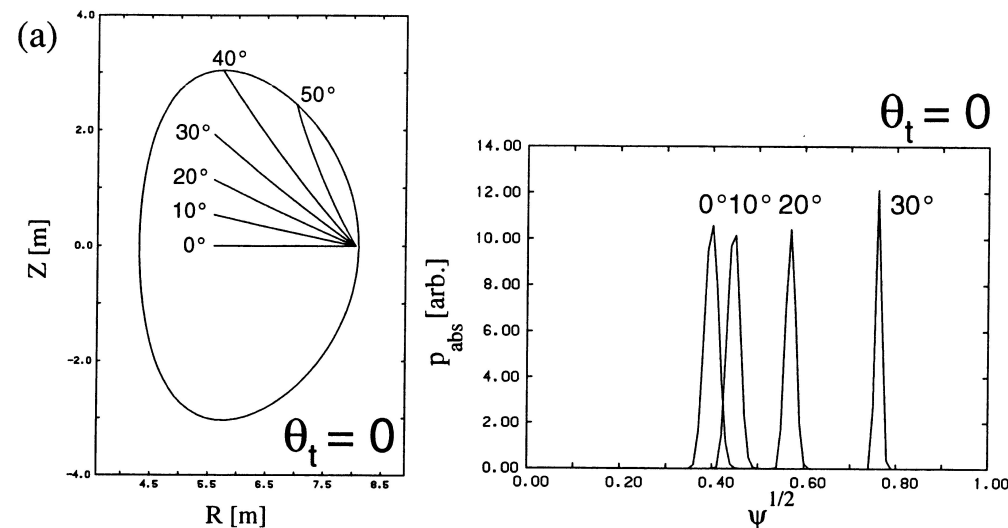 (a)
4.0
2.0
0.0
-2.0
-4.0
Z [m]
40°
50°
30°
20°
10°
0°
θt = 0
4.5 5.5 6.5 7.5 8.5
R [m]
θt = 0
14.00
12.00
10.00
8.00
6.00
4.00
2.00
0.00
pabs [arb.]
0° 10° 20° 30°
0.00 0.20 0.40 0.60 0.80 1.00
ψ1/2